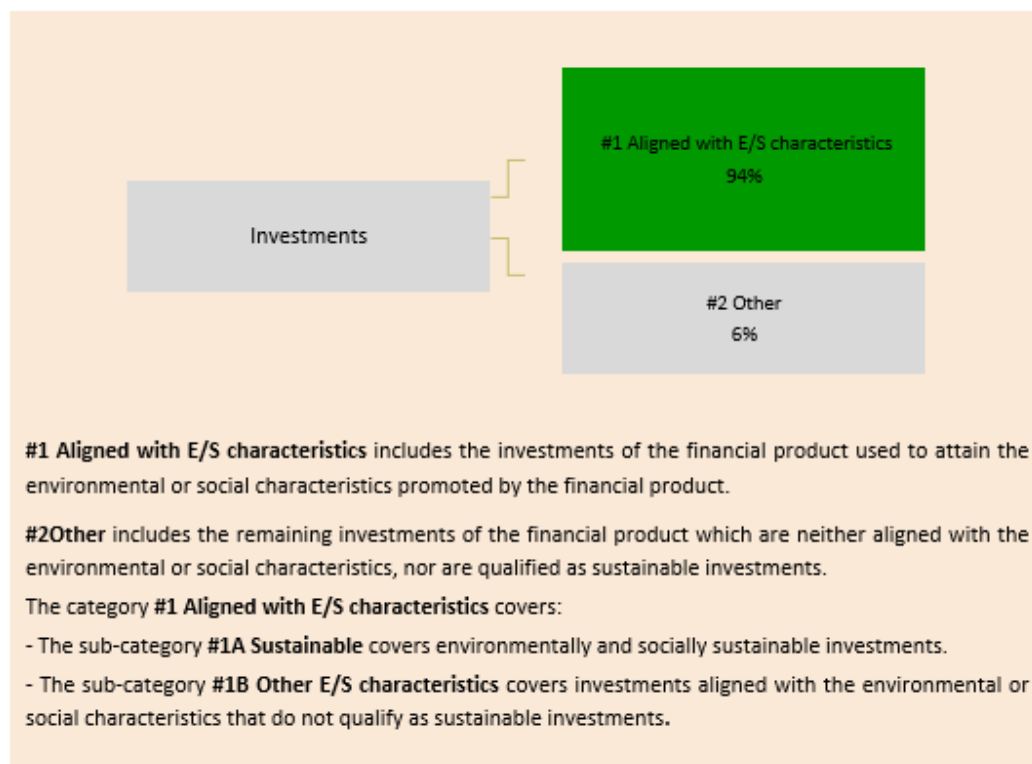 #1 Aligned with E/S characteristics
94%
Investments
#2 Other
6%
#1 Aligned with E/S characteristics includes the investments of the financial product used to attain the
environmental or social characteristics promoted by the financial product.
#2Other includes the remaining investments of the financial product which are neither aligned with the
environmental or social characteristics, nor are qualified as sustainable investments.
The category #1 Aligned with E/S characteristics covers:
- The sub-category #1A Sustainable covers environmentally and socially sustainable investments.
- The sub-category #1B Other E/S characteristics covers investments aligned with the environmental or
social characteristics that do not qualify as sustainable investments.